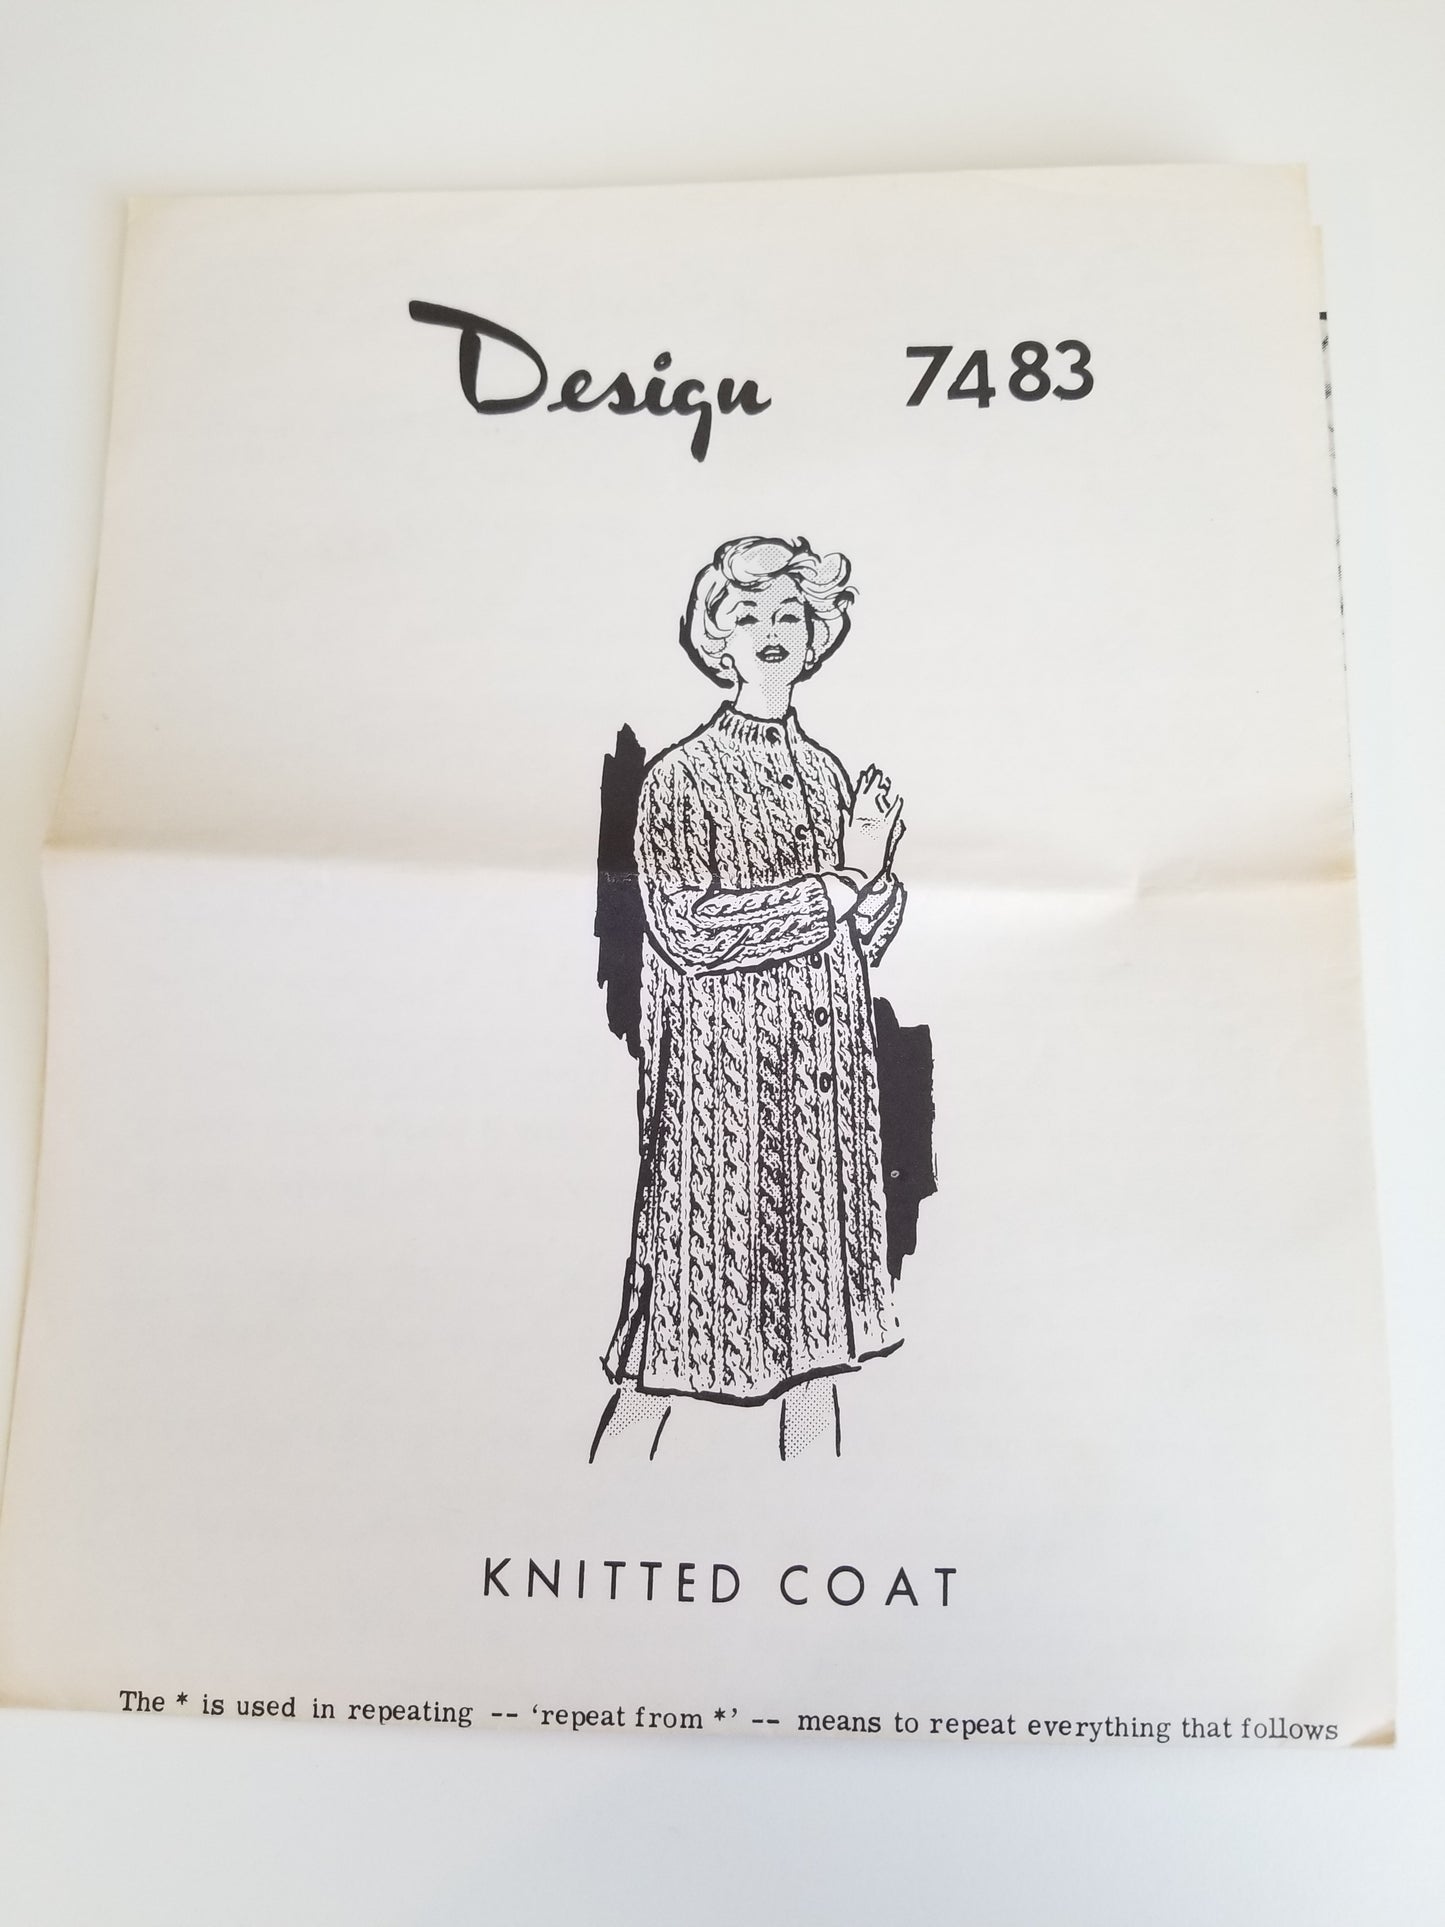 Design 7483
KNITTED COAT
The * is used in repeating -- ‘repeat from *’ -- means to repeat everything that follows